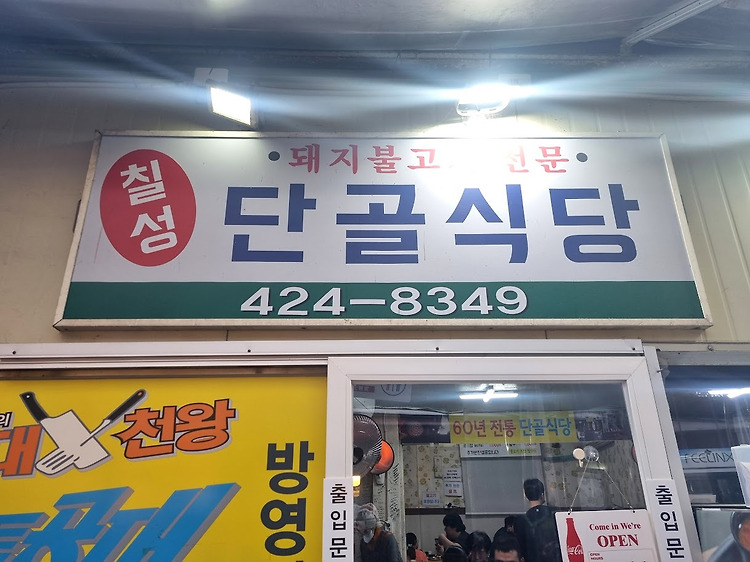 칠성
돼지불고기 전문
단골식당
424-8349
천왕
방영
60년 전통 단골식당
출입문
출입문
Come in We're
OPEN